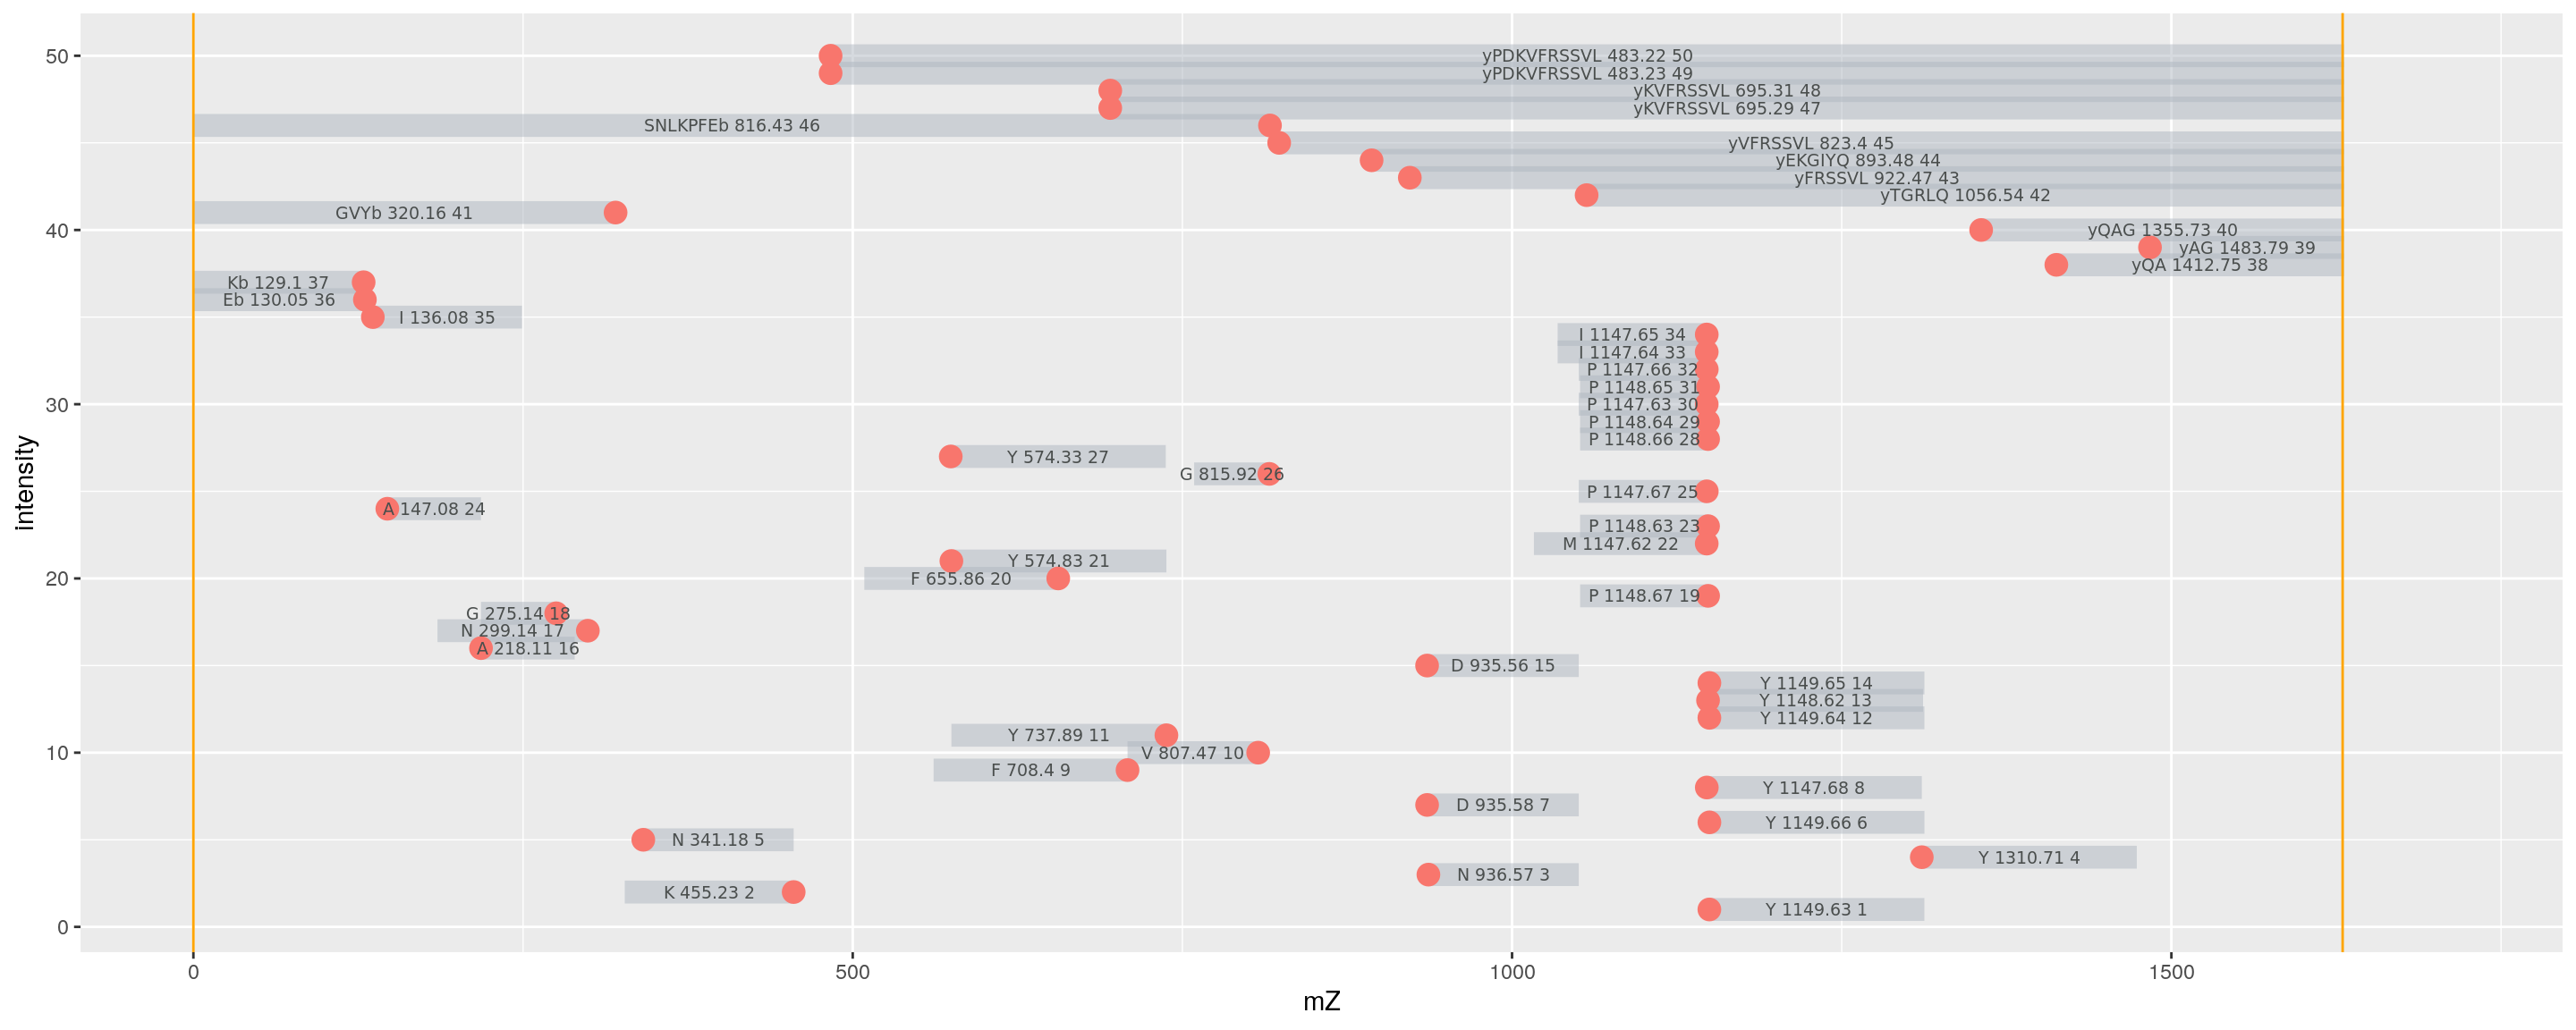 50
yPDKVFRSSVL 483.22 50
yPDKVFRSSVL 483.23 49
yKVFRSSVL 695.31 48
yKVFRSSVL 695.29 47
SNLKPFEb 816.43 46
yVFRSSVL 823.4 45
yEKGIYQ 893.48 44
yFRSSVL 922.47 43
yTGRLQ 1056.54 42
GVYb 320.16 41
40
yQAG 1355.73 40
yAG 1483.79 39
yQA 1412.75 38
Kb 129.1 37
Eb 130.05 36
I 136.08 35
I 1147.65 34
I 1147.64 33
P 1147.66 32
P 1148.65 31
30
P 1147.63 30
P 1148.64 29
P 1148.66 28
Y 574.33 27
G 815.92 26
P 1147.67 25
A 147.08 24
P 1148.63 23
M 1147.62 22
Y 574.83 21
20
F 655.86 20
P 1148.67 19
G 275.14 18
N 299.14 17
A 218.11 16
D 935.56 15
Y 1149.65 14
Y 1148.62 13
Y 1149.64 12
Y 737.89 11
10
V 807.47 10
F 708.4 9
Y 1147.68 8
D 935.58 7
Y 1149.66 6
N 341.18 5
Y 1310.71 4
N 936.57 3
K 455.23 2
Y 1149.63 1
0
intensity
0 500 1000 1500
mZ